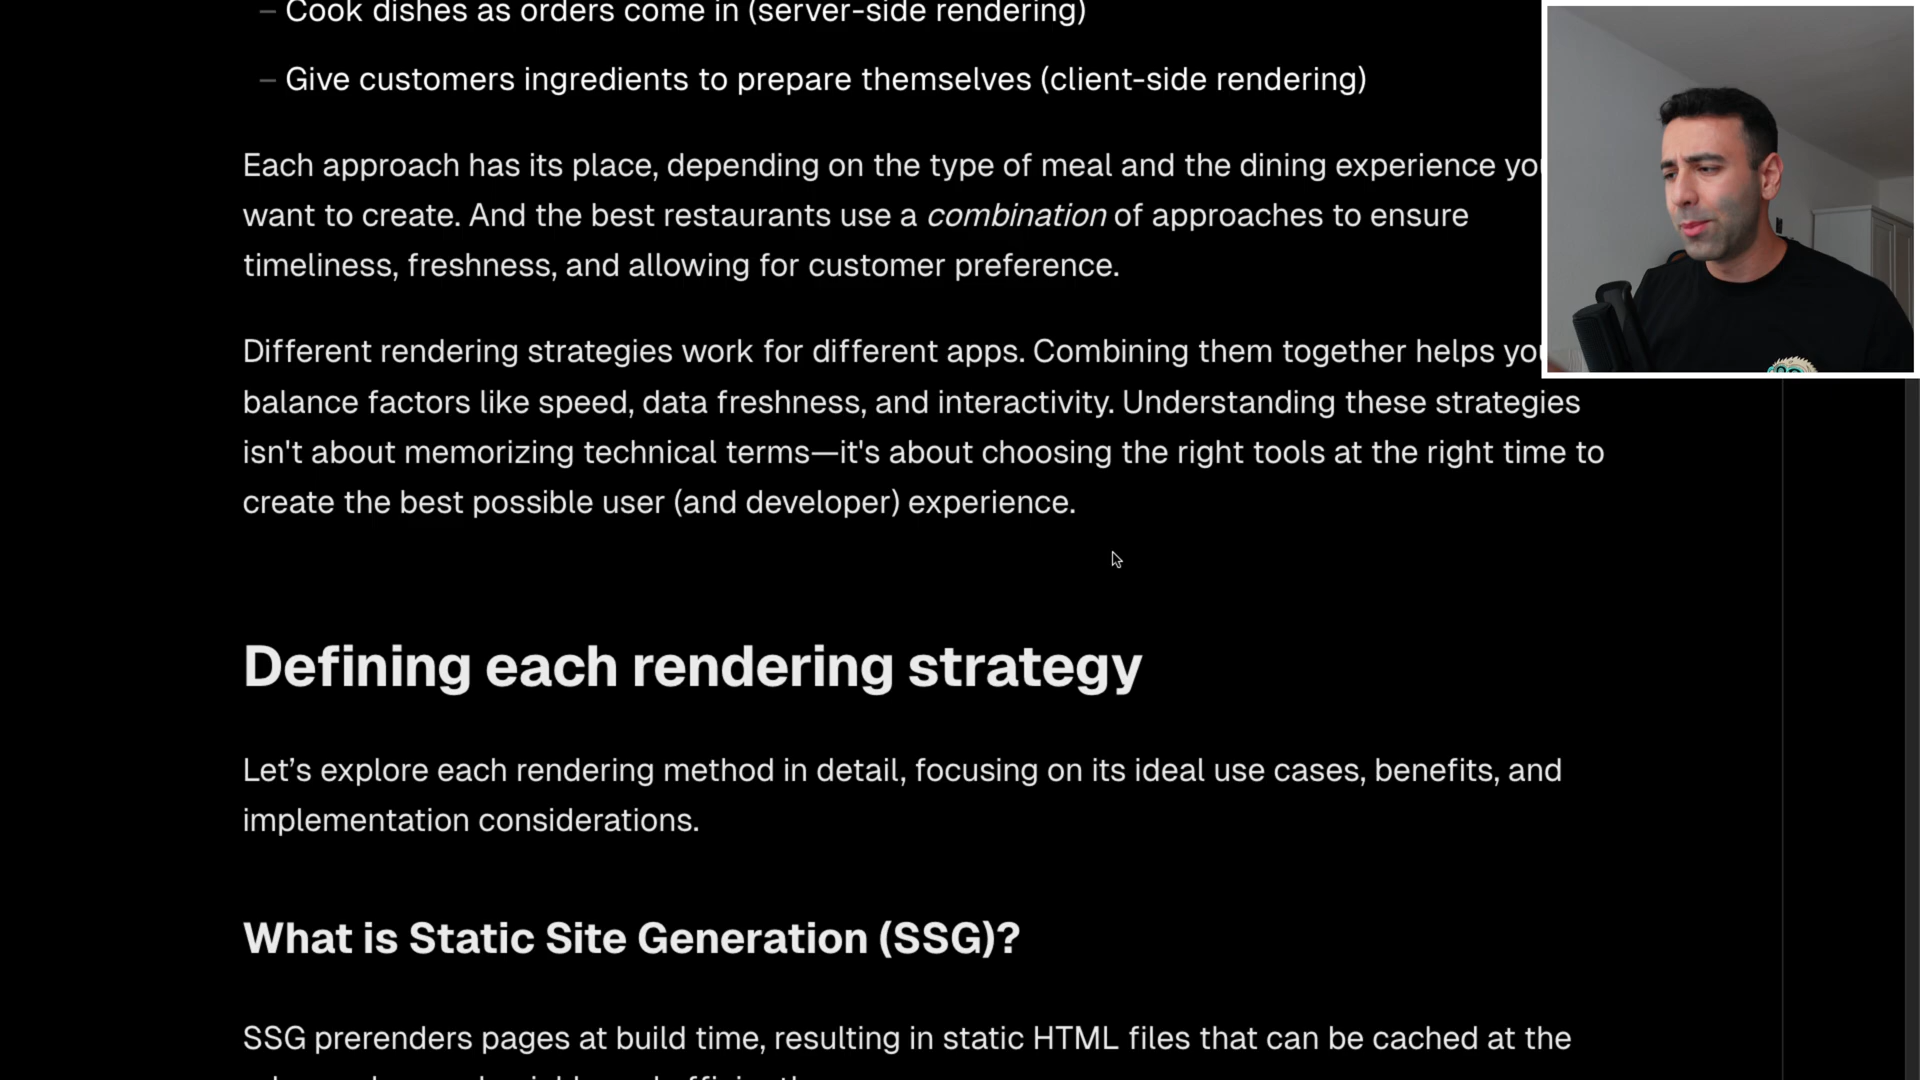 – Cook dishes as orders come in (server-side rendering)
– Give customers ingredients to prepare themselves (client-side rendering)
Each approach has its place, depending on the type of meal and the dining experience
want to create. And the best restaurants use a combination of approaches to ensure
timeliness, freshness, and allowing for customer preference.
Different rendering strategies work for different apps. Combining them together helps
balance factors like speed, data freshness, and interactivity. Understanding these strategies
isn't about memorizing technical terms—it's about choosing the right tools at the right time to
create the best possible user (and developer) experience.
Defining each rendering strategy
Let’s explore each rendering method in detail, focusing on its ideal use cases, benefits, and
implementation considerations.
What is Static Site Generation (SSG)?
SSG prerenders pages at build time, resulting in static HTML files that can be cached at the